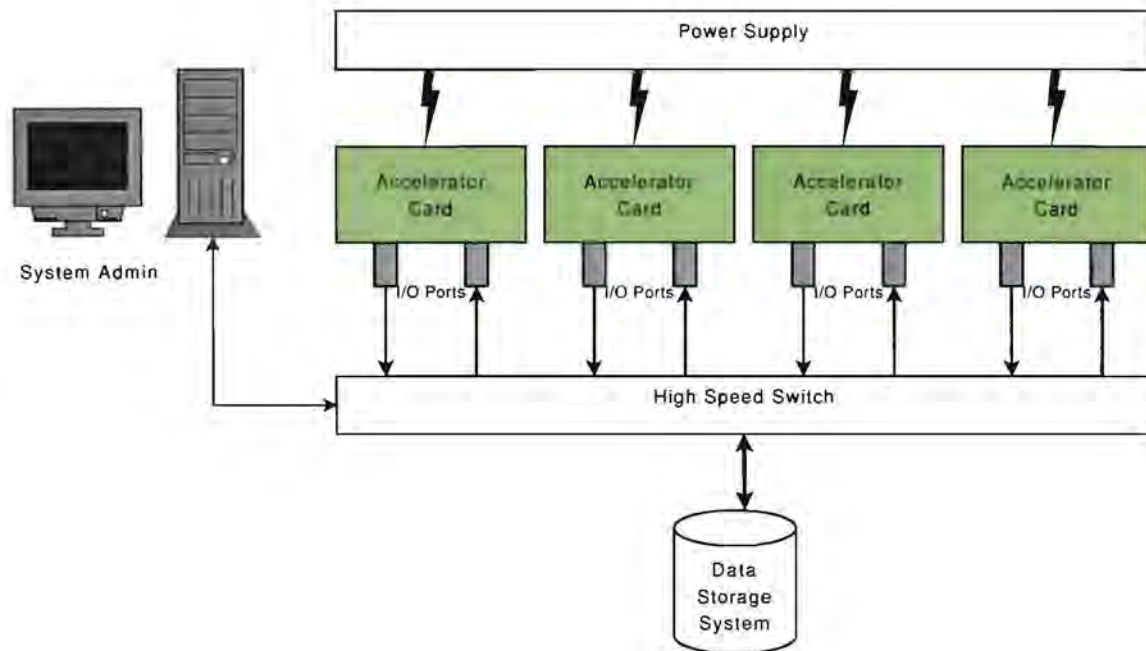 Power Supply
Accelerator
Card
Accelerator
Card
Accelerator
Card
Accelerator
Card
System Admin
I/O Ports
I/O Ports
I/O Ports
I/O Ports
High Speed Switch
Data
Storage
System